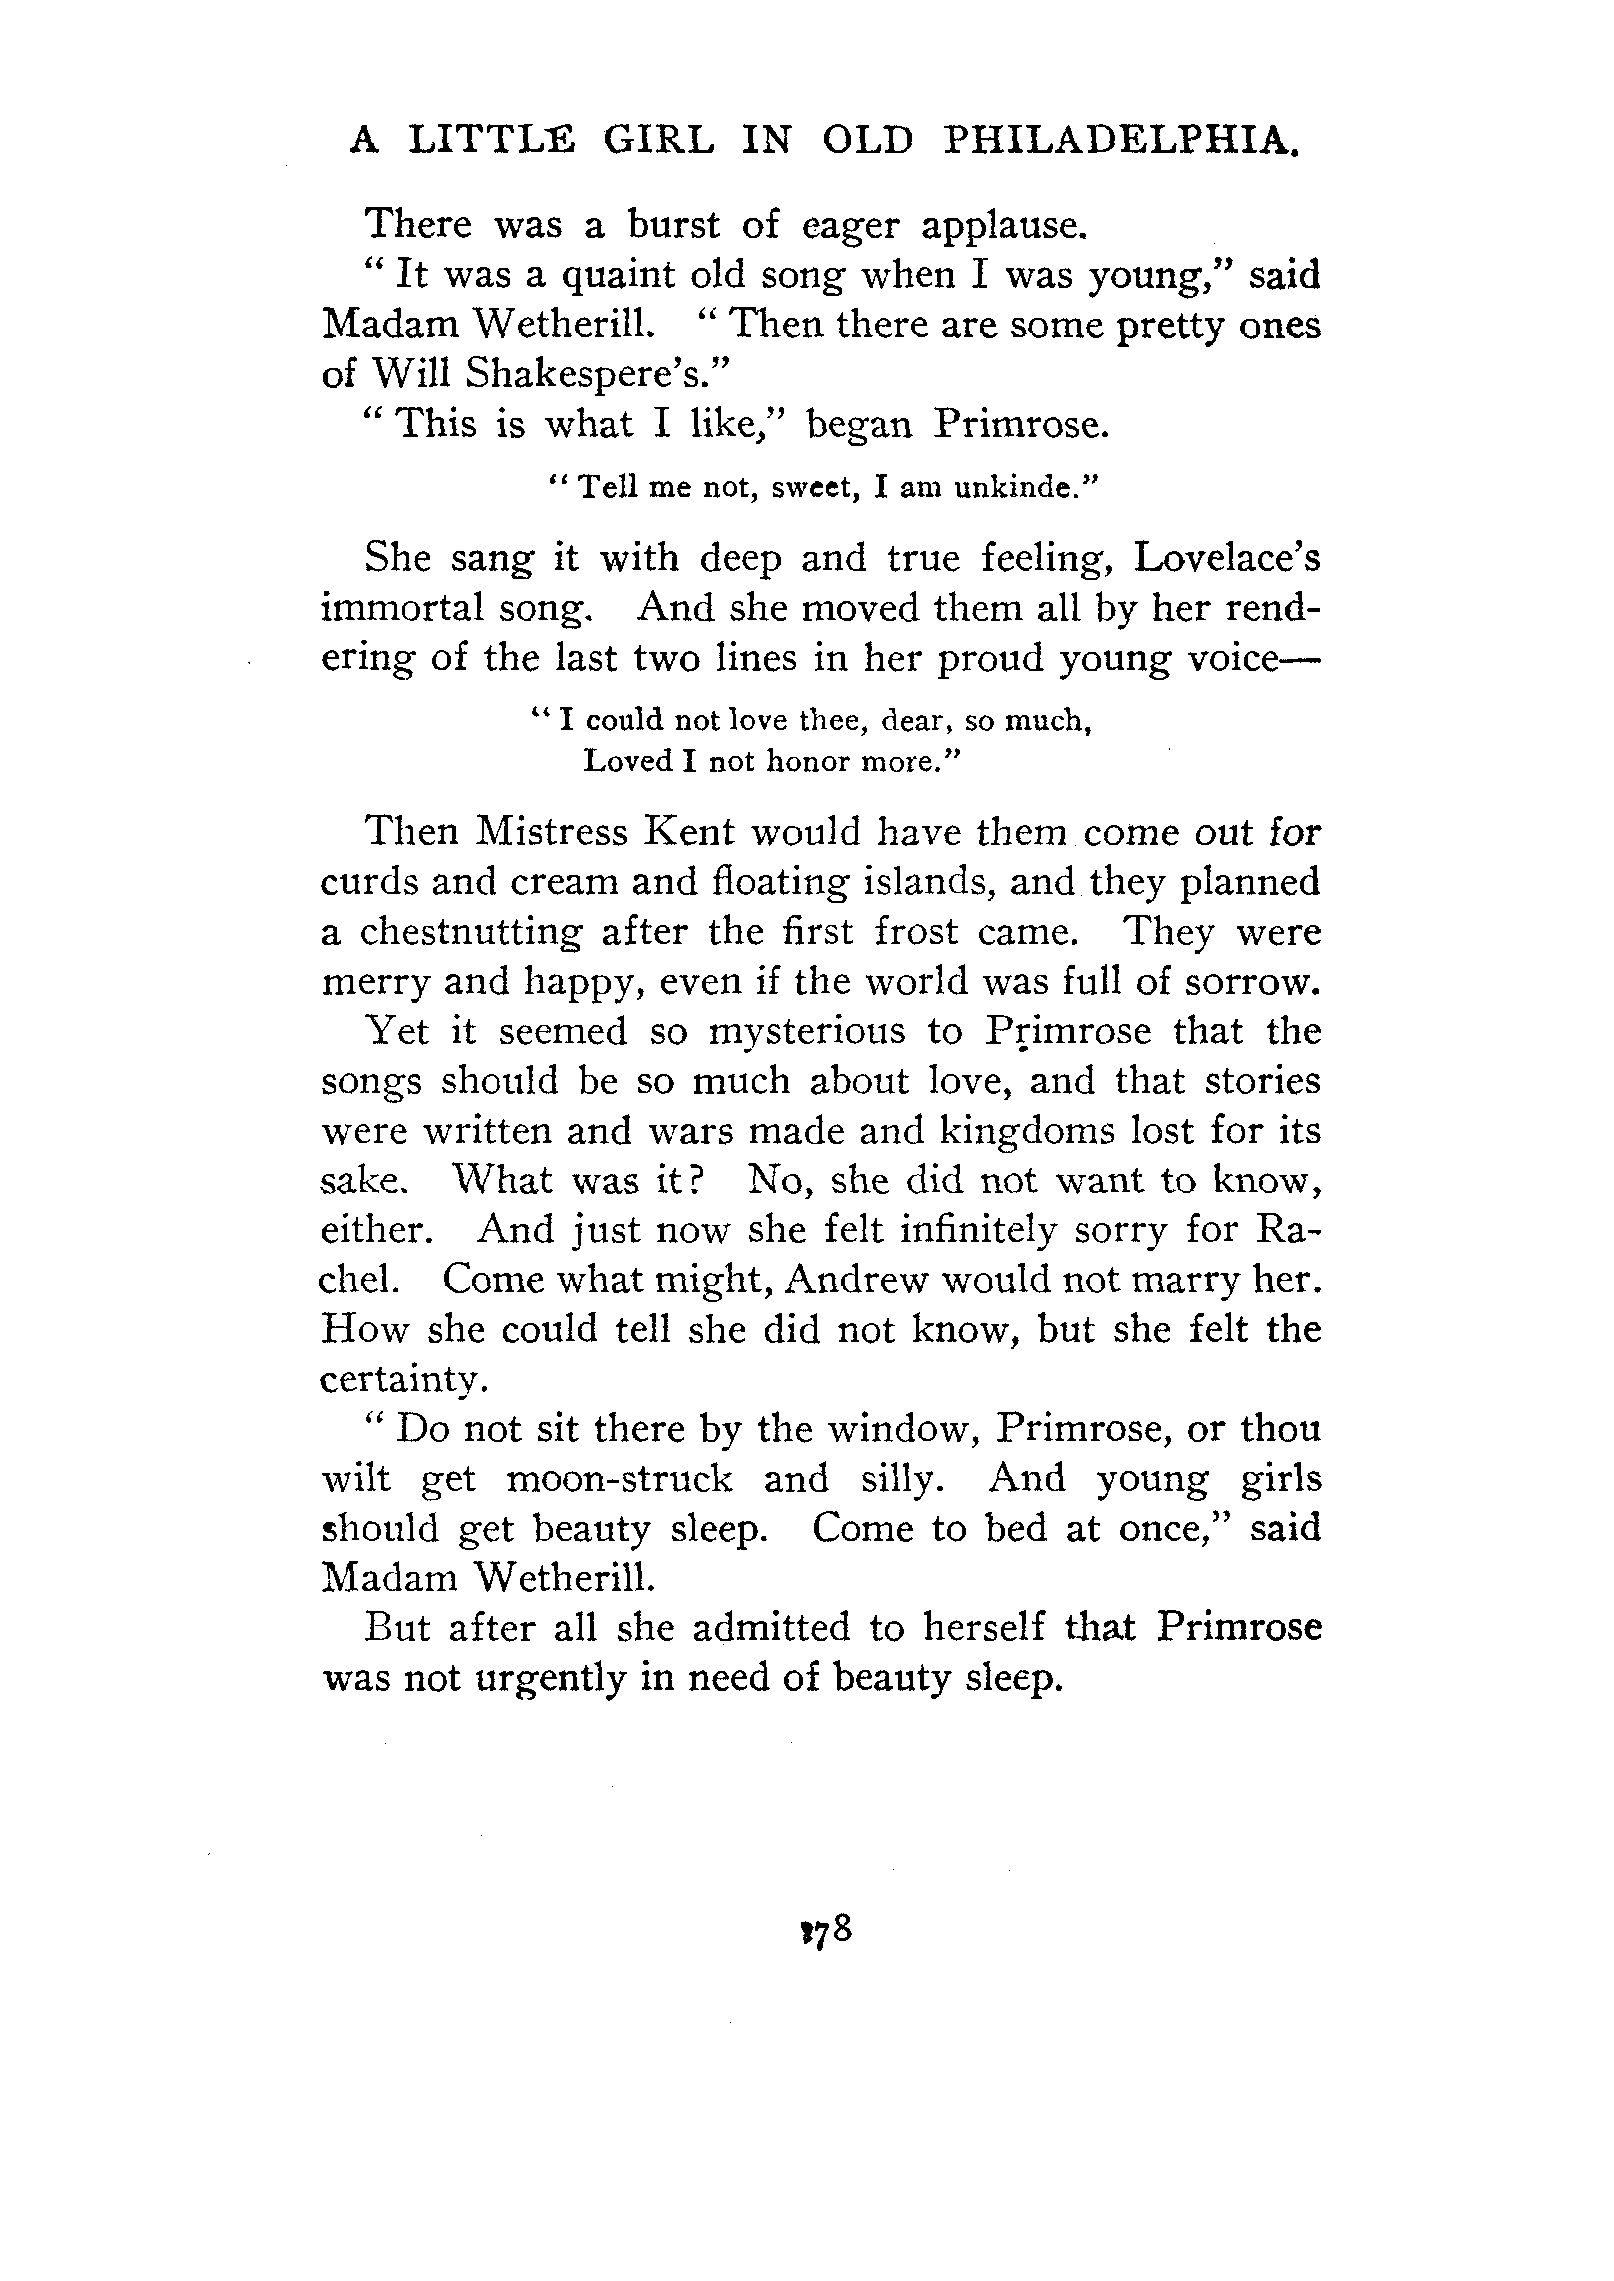 A LITTLE GIRL IN OLD PHILADELPHIA.
There was a burst of eager applause.
“ It was a quaint old song when I was young,” said
Madam Wetherill. “ Then there are some pretty ones
of Will Shakespere’s.”
“ This is what I like,” began Primrose.
“ Tell me not, sweet, I am unkinde.”
She sang it with deep and true feeling, Lovelace’s
immortal song. And she moved them all by her rend-
ering of the last two lines in her proud young voice—
“ I could not love thee, dear, so much,
Loved I not honor more.”
Then Mistress Kent would have them come out for
curds and cream and floating islands, and they planned
a chestnutting after the first frost came. They were
merry and happy, even if the world was full of sorrow.
Yet it seemed so mysterious to Primrose that the
songs should be so much about love, and that stories
were written and wars made and kingdoms lost for its
sake. What was it? No, she did not want to know,
either. And just now she felt infinitely sorry for Ra-
chel. Come what might, Andrew would not marry her.
How she could tell she did not know, but she felt the
certainty.
“ Do not sit there by the window, Primrose, or thou
wilt get moon-struck and silly. And young girls
should get beauty sleep. Come to bed at once,” said
Madam Wetherill.
But after all she admitted to herself that Primrose
was not urgently in need of beauty sleep.
178